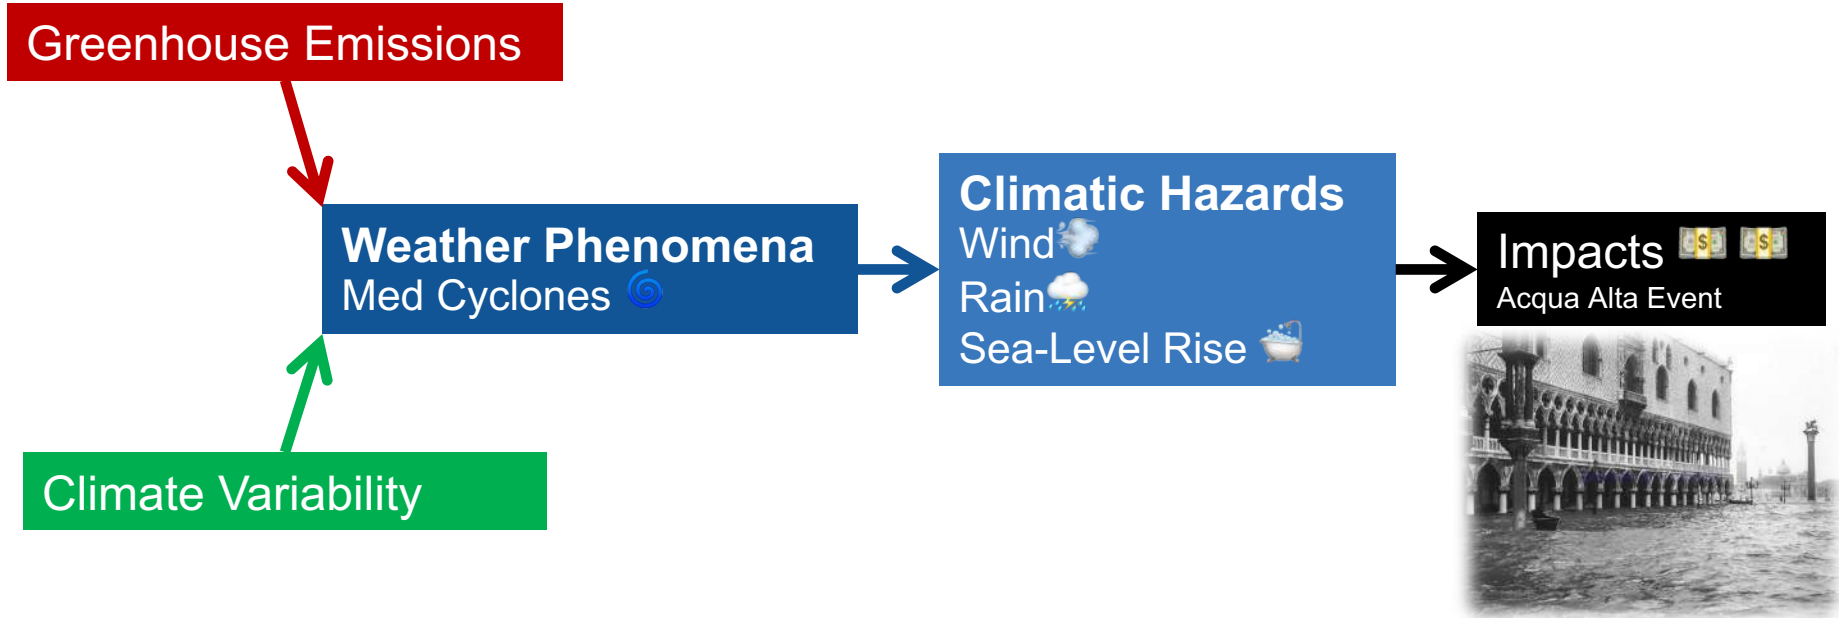 Greenhouse Emissions
Weather Phenomena
Med Cyclones 🌀
Climate Variability
Climatic Hazards
Wind💨
Rain⛈️
Sea-Level Rise 🛁
Impacts 💵 💵
Acqua Alta Event